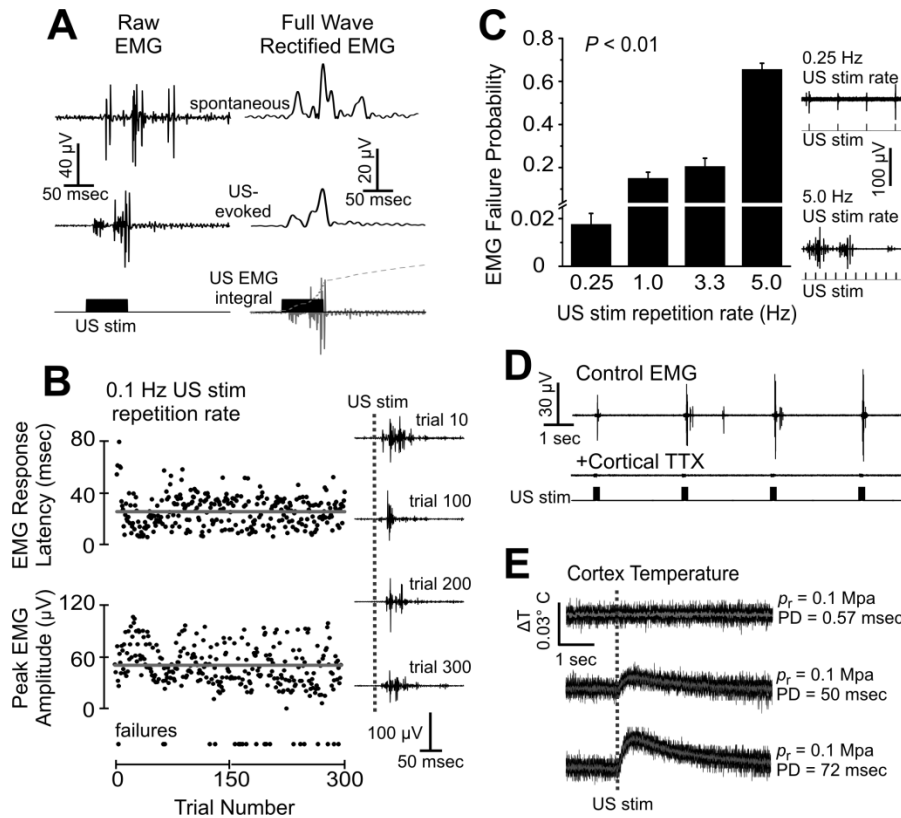 A
Raw
EMG
Full Wave
Rectified EMG
spontaneous
40 µV
50 msec
20 µV
50 msec
US-
evoked
US EMG
integral
US stim
B
0.1 Hz US stim
repetition rate
US stim
EMG Response
Latency (msec)
80
40
0
trial 10
trial 100
Peak EMG
Amplitude (µV)
120
60
0
trial 200
trial 300
failures
0
150
300
Trial Number
100 µV
50 msec
C
P < 0.01
EMG Failure Probability
0.8
0.6
0.4
0.2
0.02
0
0.25
1.0
3.3
5.0
US stim repetition rate (Hz)
0.25 Hz
US stim rate
US stim
100 µV
5.0 Hz
US stim rate
US stim
D
Control EMG
30 µV
1 sec
+Cortical TTX
US stim
E
Cortex Temperature
ΔT
0.03° C
1 sec
pr = 0.1 Mpa
PD = 0.57 msec
pr = 0.1 Mpa
PD = 50 msec
pr = 0.1 Mpa
PD = 72 msec
US stim